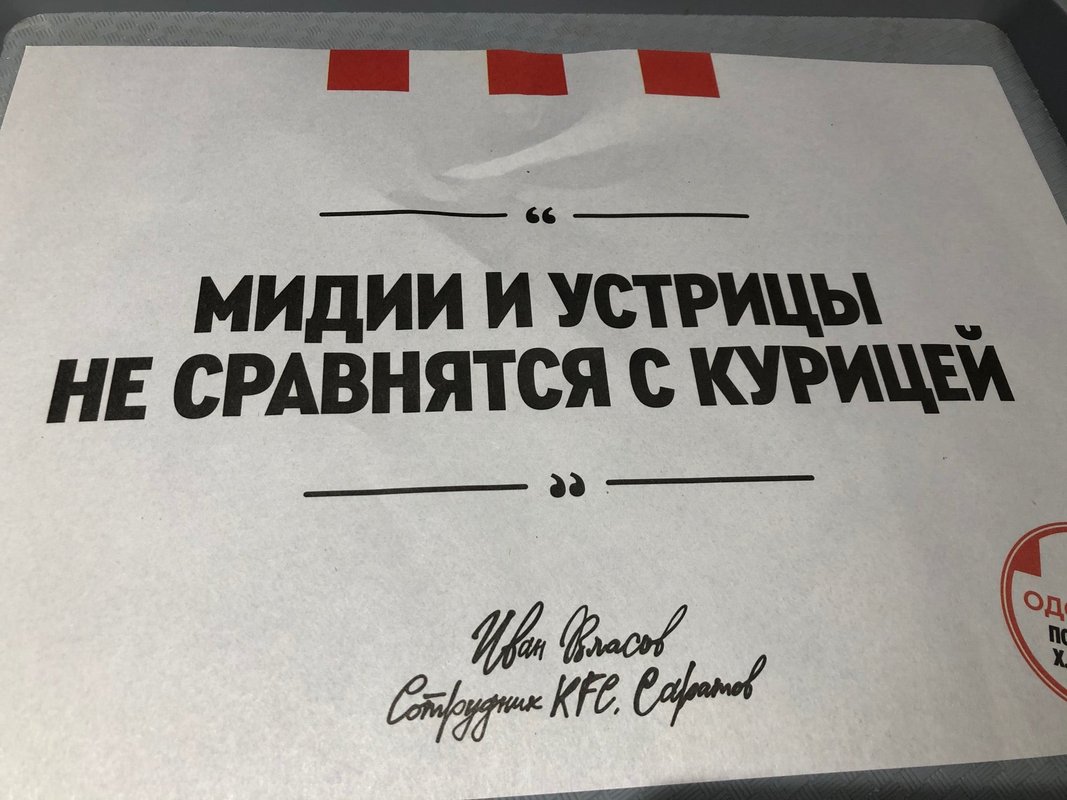 “
МИДИИ И УСТРИЦЫ
НЕ СРАВНЯТСЯ С КУРИЦЕЙ
”
Иван Власов
Сотрудник KFC, Саратов